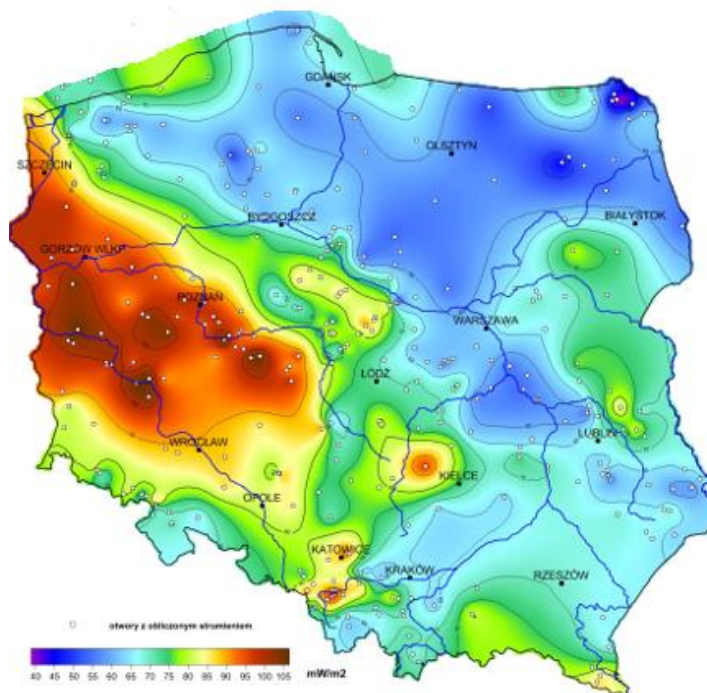 GDAŃSK
OLSZTYN
SZCZECIN
BYDGOSZCZ
BIAŁYSTOK
GORZÓW WLKP
POZNAŃ
WARSZAWA
ŁÓDŹ
LUBLIN
WROCŁAW
KIELCE
OPOLE
KATOWICE
KRAKÓW
RZESZÓW
otwory z obliczonym strumieniem
40 45 50 55 60 65 70 75 80 85 90 95 100 105
mW/m2